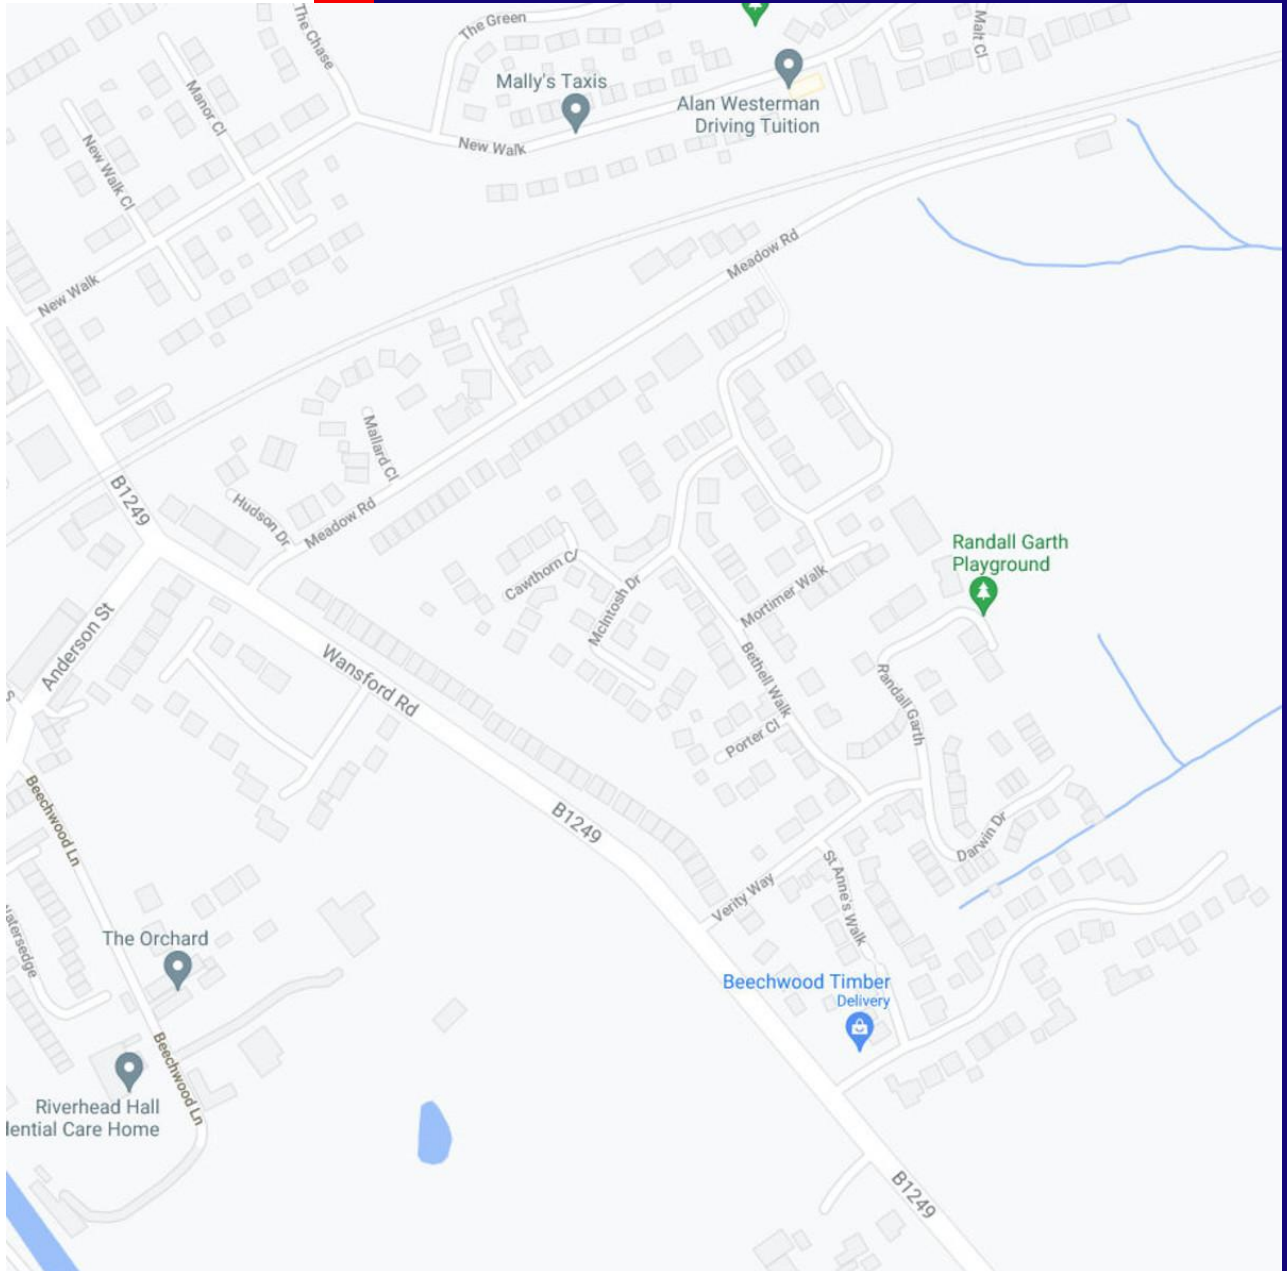 The Chase
The Green
Malt Cl
Mally's Taxis
Manor Cl
Alan Westerman
Driving Tuition
New Walk
New Walk Cl
Meadow Rd
New Walk
Mallard Cl
B1249
Hudson Dr
Meadow Rd
Randall Garth
Playground
Cawthorn Cl
McIntosh Dr
Mortimer Walk
Anderson St
Wansford Rd
Bethell Walk
Randall Garth
Porter Cl
Beechwood Ln
B1249
Darwin Dr
St Anne's Walk
Verity Way
The Orchard
Beechwood Timber
Delivery
Beechwood Ln
Riverhead Hall
dential Care Home
B1249